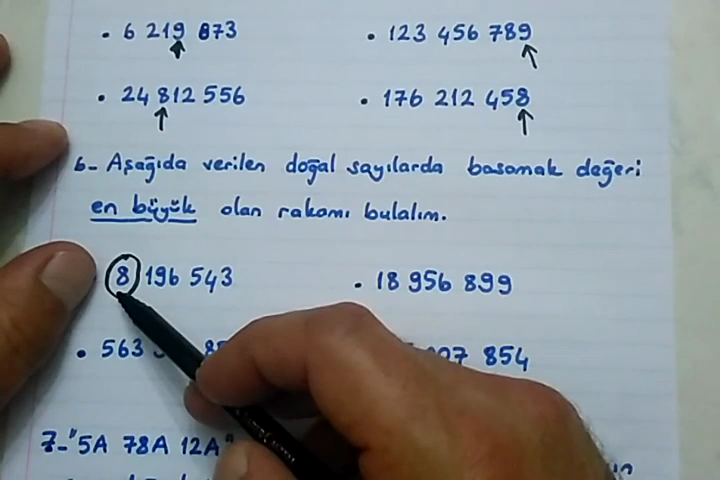 . 6 219 873 . 123 456 789
. 24 812 556 . 176 212 458
6- Aşağıda verilen doğal sayılarda basamak değeri
en büyük olan rakamı bulalım.
8 196 543 . 18 956 899
. 563 854
7- "5A 78A 12A"